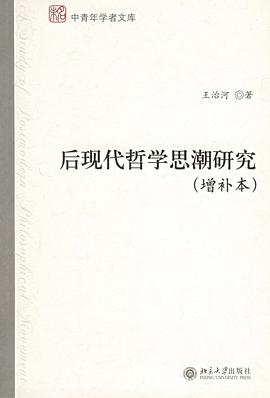 中青年学者文库
王治河 ◎著
后现代哲学思潮研究
(增补本)
A Study of Postmodern Philosophical Movement
北京大学出版社
PEKING UNIVERSITY PRESS